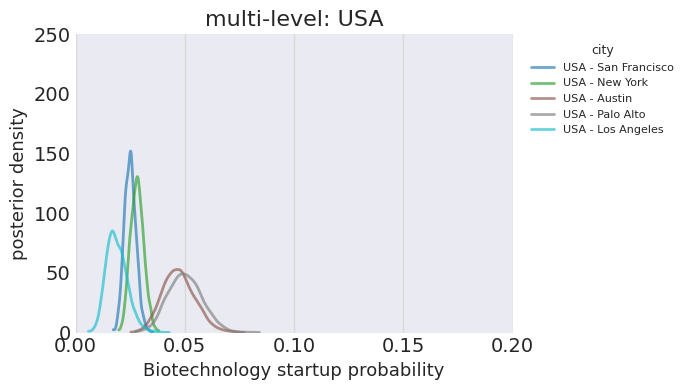 multi-level: USA
250
200
150
100
50
0
posterior density
0.00 0.05 0.10 0.15 0.20
Biotechnology startup probability
city
USA - San Francisco
USA - New York
USA - Austin
USA - Palo Alto
USA - Los Angeles